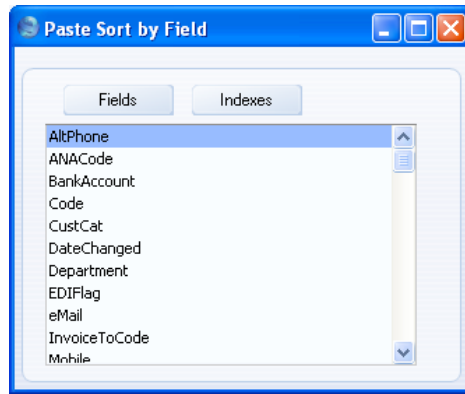 Paste Sort by Field
Fields Indexes
AltPhone
ANACode
BankAccount
Code
CustCat
DateChanged
Department
EDIFlag
eMail
InvoiceToCode
Mobile